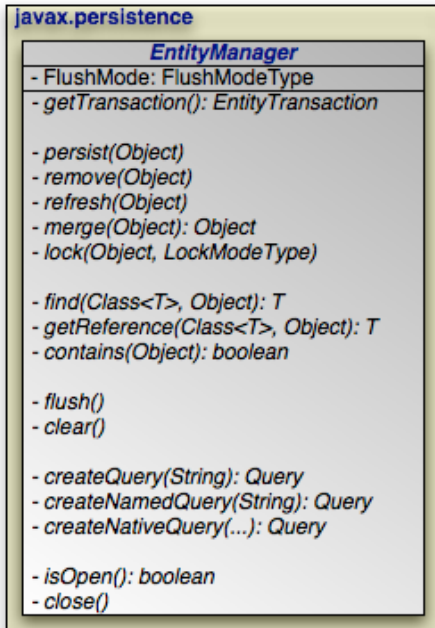 javax.persistence
EntityManager
- FlushMode: FlushModeType
- getTransaction(): EntityTransaction
- persist(Object)
- remove(Object)
- refresh(Object)
- merge(Object): Object
- lock(Object, LockModeType)
- find(Class<T>, Object): T
- getReference(Class<T>, Object): T
- contains(Object): boolean
- flush()
- clear()
- createQuery(String): Query
- createNamedQuery(String): Query
- createNativeQuery(...): Query
- isOpen(): boolean
- close()